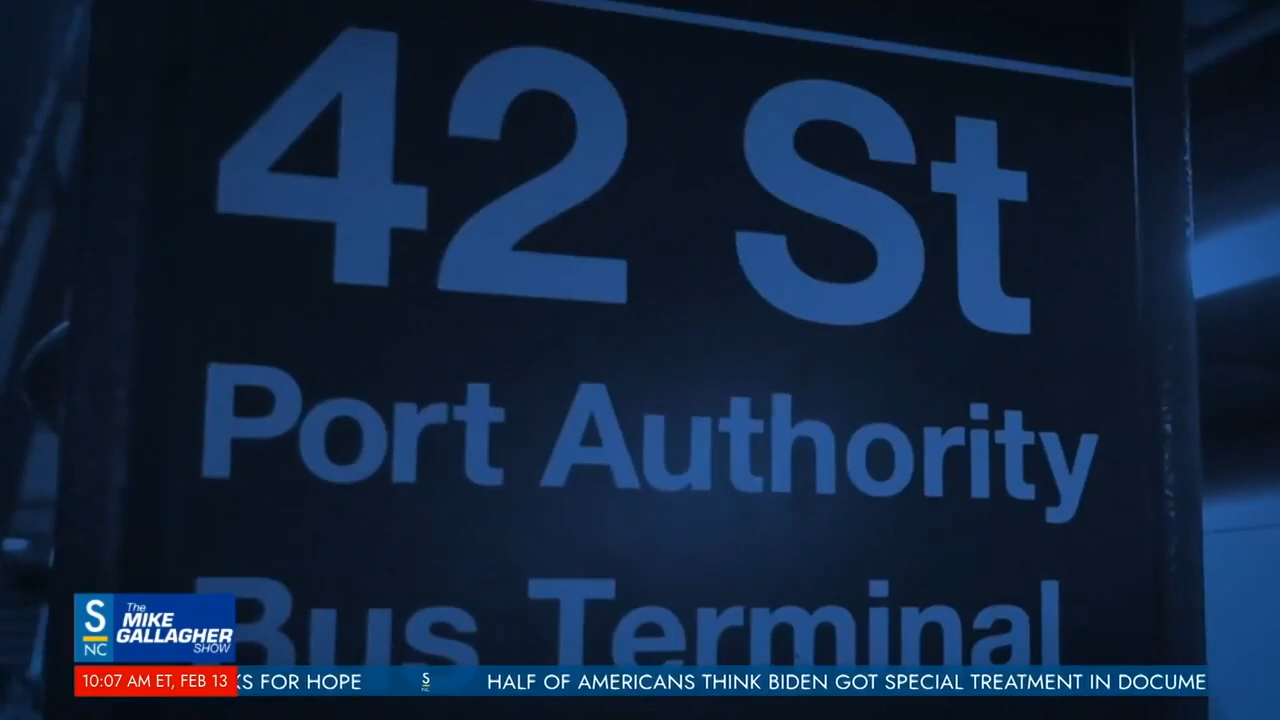 42 St
Port Authority
Bus Terminal
S
NC
The
MIKE
GALLAGHER
SHOW
10:07 AM ET, FEB 13
S FOR HOPE
S
HALF OF AMERICANS THINK BIDEN GOT SPECIAL TREATMENT IN DOCUME